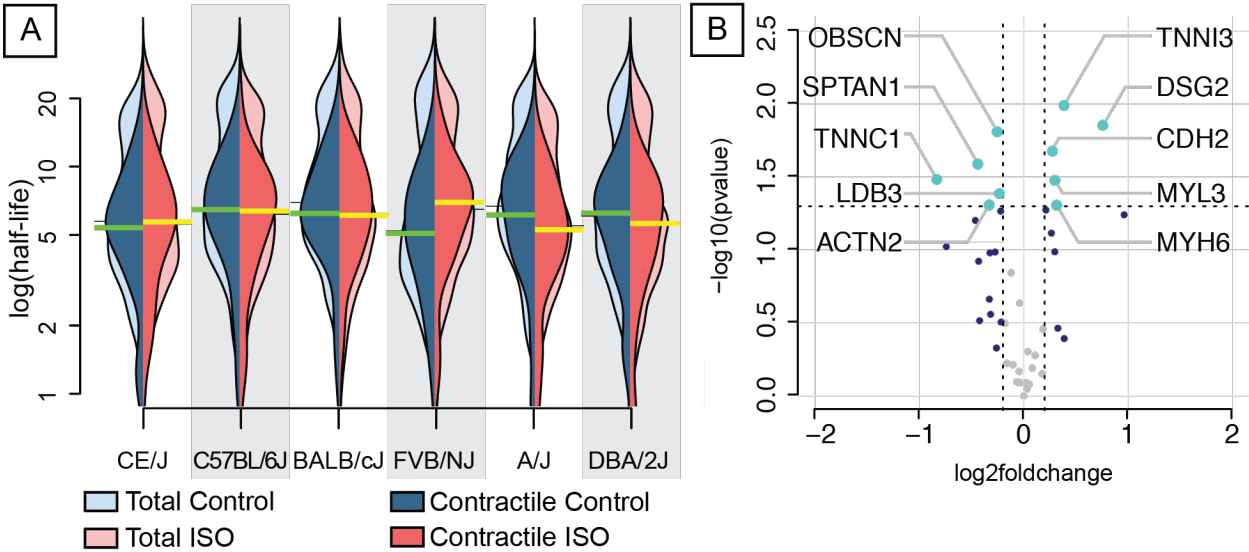 A
log(half-life)
20
10
5
2
1
CE/J
C57BL/6J
BALB/cJ
FVB/NJ
A/J
DBA/2J
Total Control
Contractile Control
Total ISO
Contractile ISO
B
−log10(pvalue)
2.5
2.0
1.5
1.0
0.5
0.0
OBSCN
SPTAN1
TNNC1
LDB3
ACTN2
TNNI3
DSG2
CDH2
MYL3
MYH6
−2
−1
0
1
2
log2foldchange